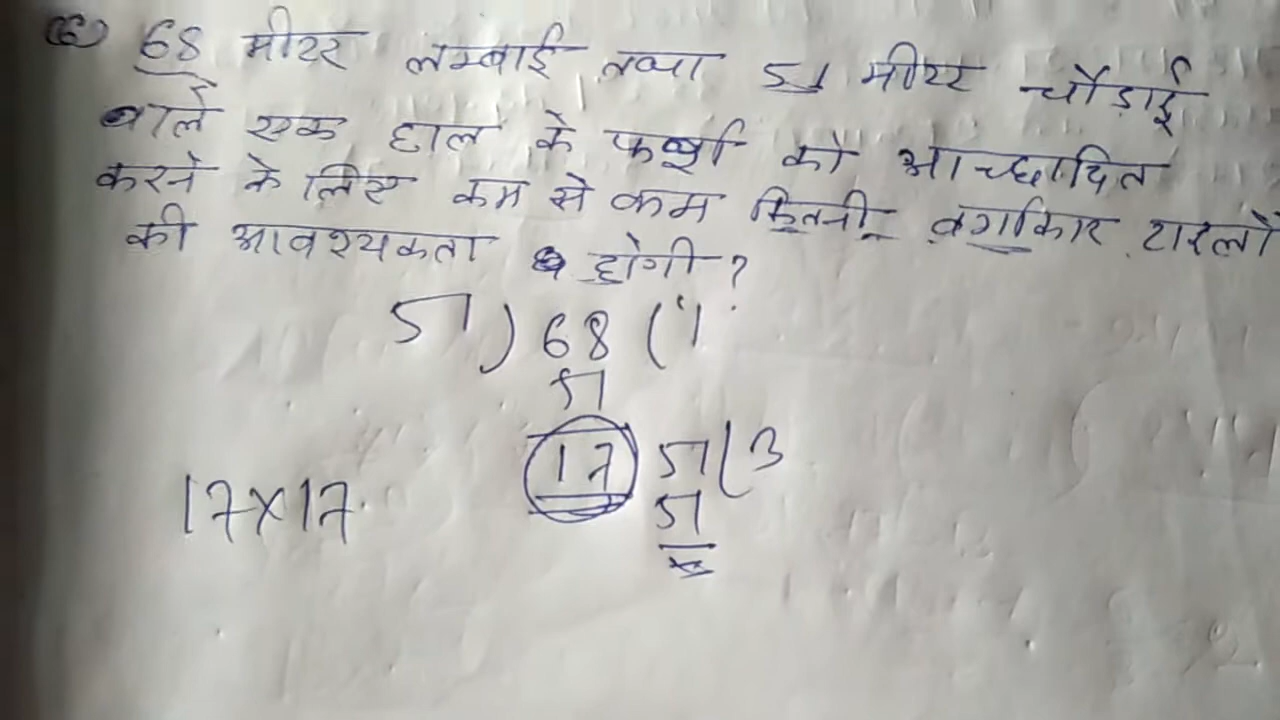 (6) 68 मीटर लम्बाई तथा 51 मीटर चौड़ाई
वाले एक हाल के फर्श को आच्छादित
करने के लिए कम से कम कितनी वर्गाकार टाइलों
की आवश्यकता होगी?
51) 68 (1
51
17 51(3
51
×
17×17